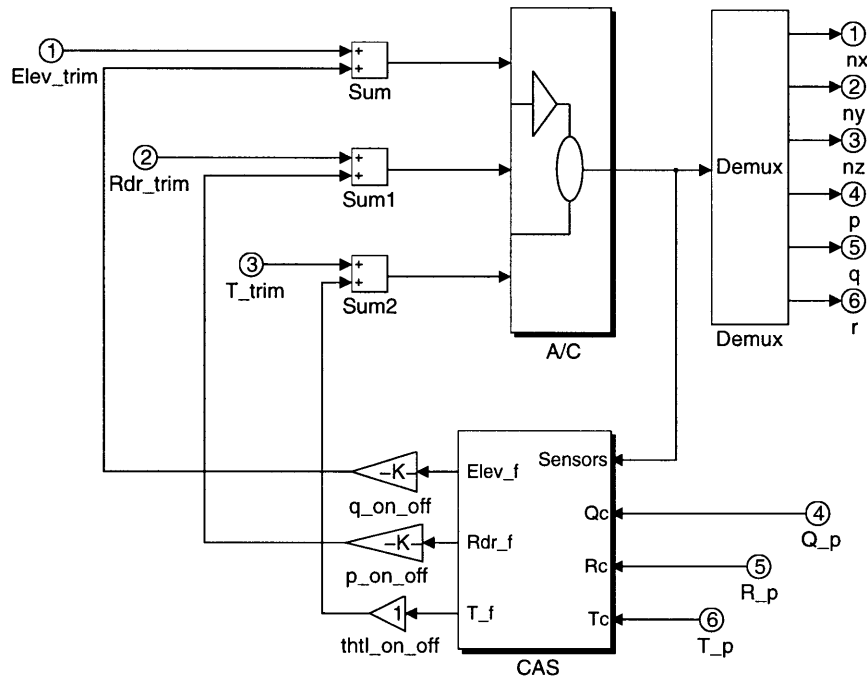 1
Elev_trim
+
+
Sum
2
Rdr_trim
+
+
Sum1
3
T_trim
+
+
Sum2
A/C
Demux
Demux
1
nx
2
ny
3
nz
4
p
5
q
6
r
-K-
q_on_off
-K-
p_on_off
1
thtl_on_off
Elev_f
Rdr_f
T_f
Sensors
Qc
Rc
Tc
CAS
4
Q_p
5
R_p
6
T_p